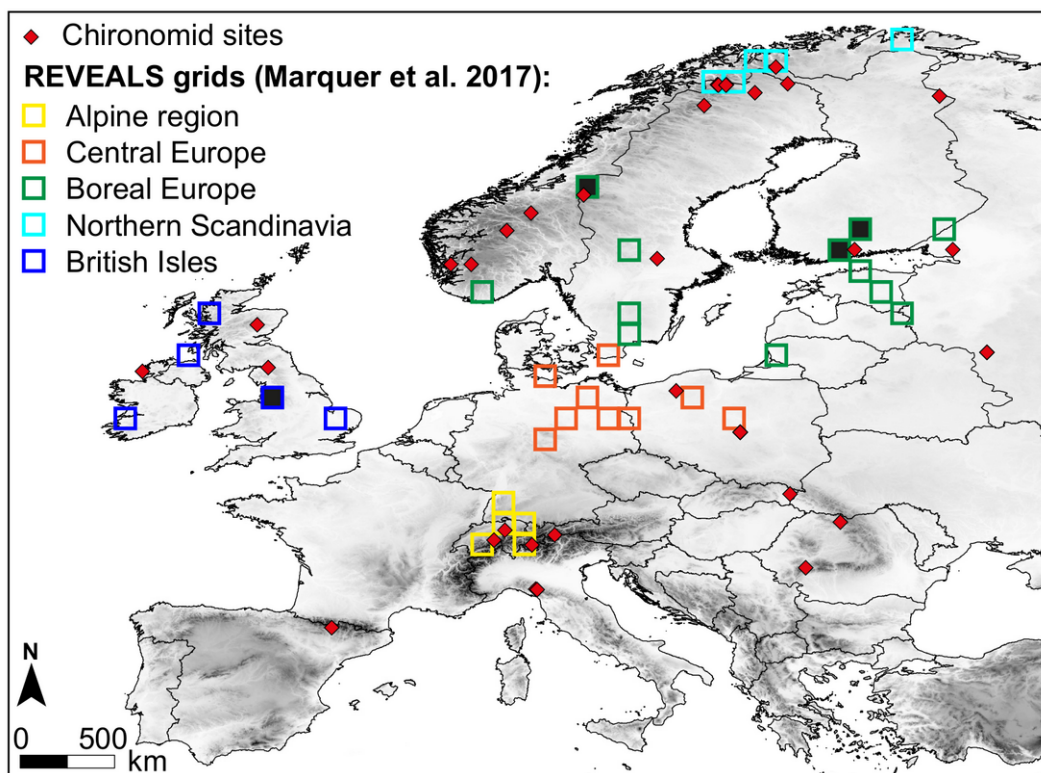 Chironomid sites
REVEALS grids (Marquer et al. 2017):
Alpine region
Central Europe
Boreal Europe
Northern Scandinavia
British Isles
N
0 500
km